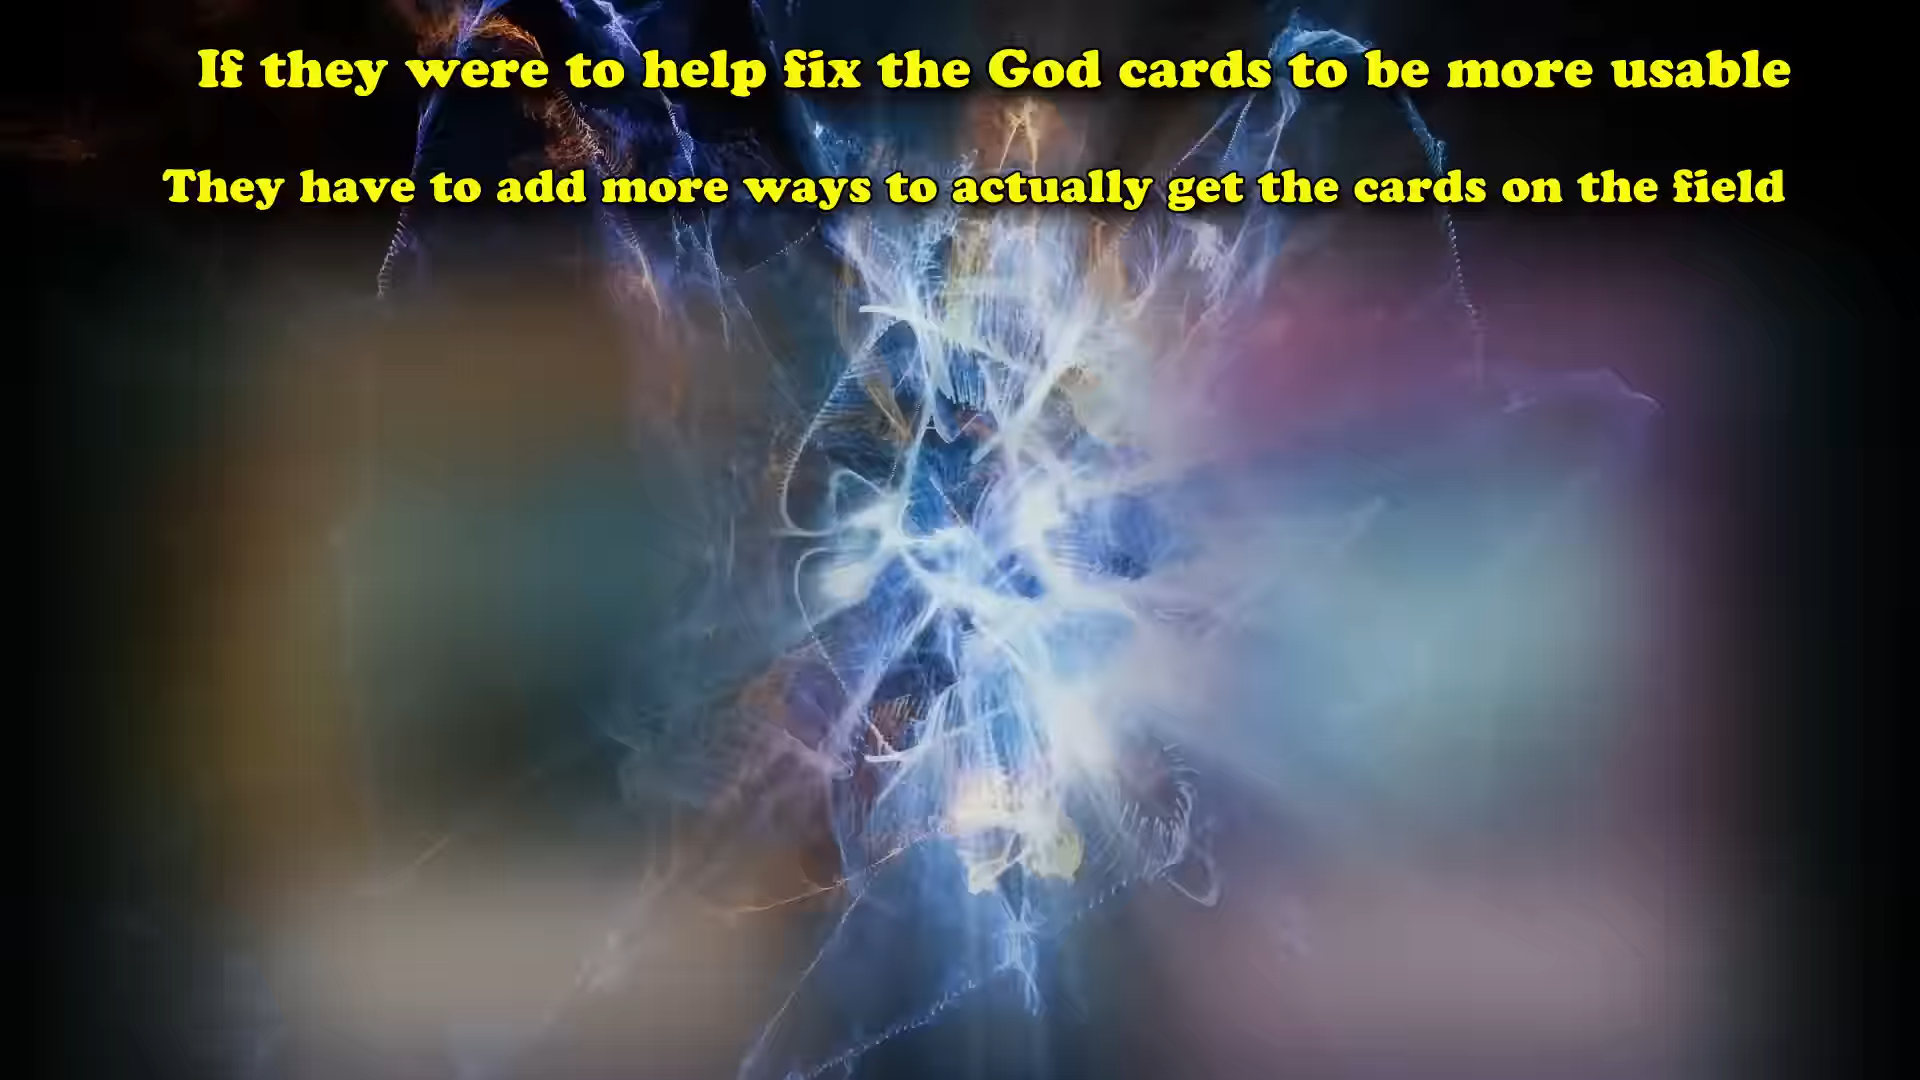 If they were to help fix the God cards to be more usable
They have to add more ways to actually get the cards on the field